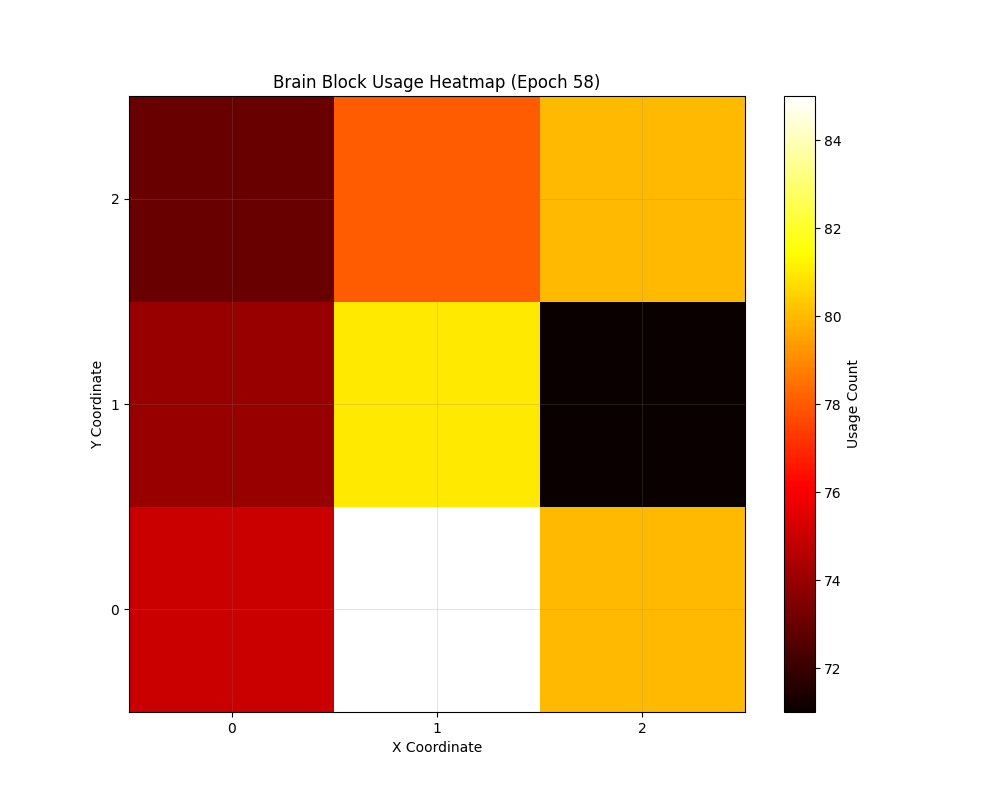 Brain Block Usage Heatmap (Epoch 58)
2
1
0
Y Coordinate
0 1 2
X Coordinate
84
82
80
78
76
74
72
Usage Count